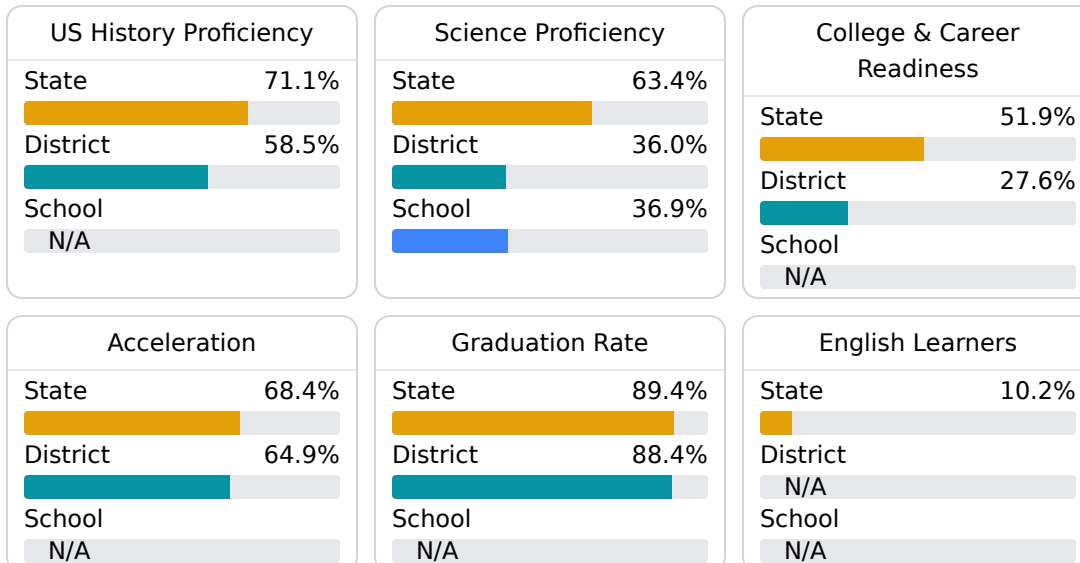 US History Proficiency
State 71.1%
District 58.5%
School
N/A
Science Proficiency
State 63.4%
District 36.0%
School 36.9%
College & Career
Readiness
State 51.9%
District 27.6%
School
N/A
Acceleration
State 68.4%
District 64.9%
School
N/A
Graduation Rate
State 89.4%
District 88.4%
School
N/A
English Learners
State 10.2%
District
N/A
School
N/A